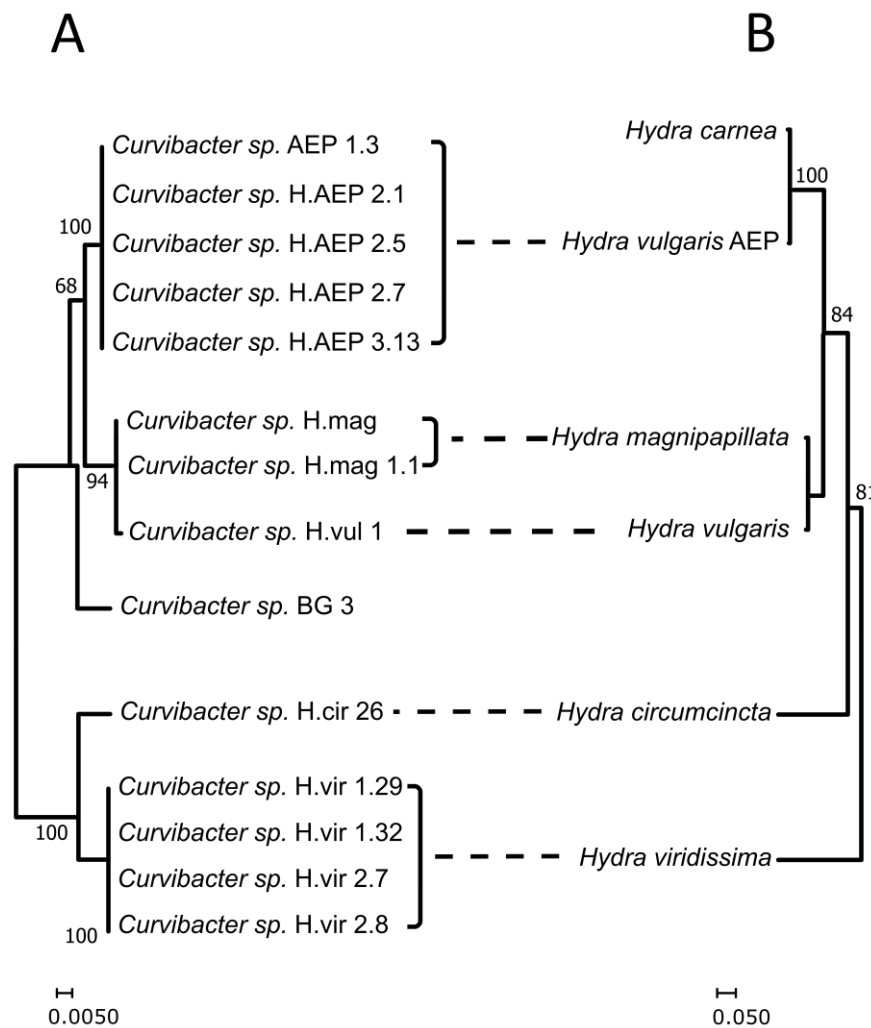 A B
Curvibacter sp. AEP 1.3
Curvibacter sp. H.AEP 2.1
100
Curvibacter sp. H.AEP 2.5
68
Curvibacter sp. H.AEP 2.7
Curvibacter sp. H.AEP 3.13
Curvibacter sp. H.mag
94
Curvibacter sp. H.mag 1.1
Curvibacter sp. H.vul 1
Curvibacter sp. BG 3
Curvibacter sp. H.cir 26
Curvibacter sp. H.vir 1.29
100
Curvibacter sp. H.vir 1.32
Curvibacter sp. H.vir 2.7
Curvibacter sp. H.vir 2.8
100
0.0050
Hydra carnea
100
Hydra vulgaris AEP
84
Hydra magnipapillata
81
Hydra vulgaris
Hydra circumcincta
Hydra viridissima
0.050